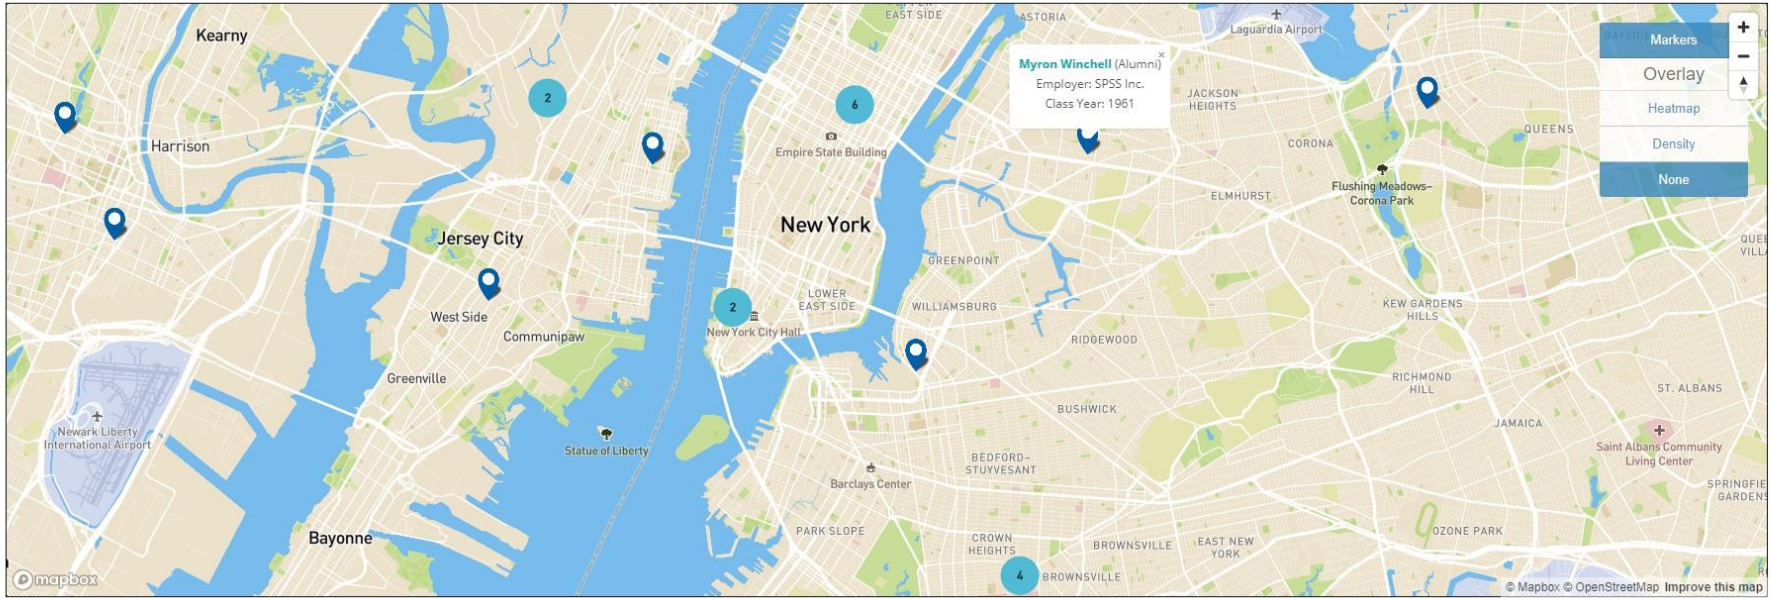 UPPER
EAST SIDE
ASTORIA
Laguardia Airport
Kearny
Markers
+
Myron Winchell (Alumni)
×
Employer: SPSS Inc.
Class Year: 1961
−
Overlay
Heatmap
Density
None
2
6
JACKSON
HEIGHTS
QUEENS
Harrison
Empire State Building
CORONA
ELMHURST
Flushing Meadows–
Corona Park
New York
Jersey City
GREENPOINT
LOWER
EAST SIDE
WILLIAMSBURG
KEW GARDENS
HILLS
2
New York City Hall
West Side
Communipaw
RIDGEWOOD
Greenville
RICHMOND
HILL
ST. ALBANS
BUSHWICK
JAMAICA
Newark Liberty
International Airport
Statue of Liberty
Saint Albans Community
Living Center
BEDFORD–
STUYVESANT
Barclays Center
SPRINGFIE
GARDENS
Bayonne
PARK SLOPE
CROWN
HEIGHTS
BROWNSVILLE
EAST NEW
YORK
OZONE PARK
4
BROWNSVILLE
mapbox
© Mapbox © OpenStreetMap Improve this map